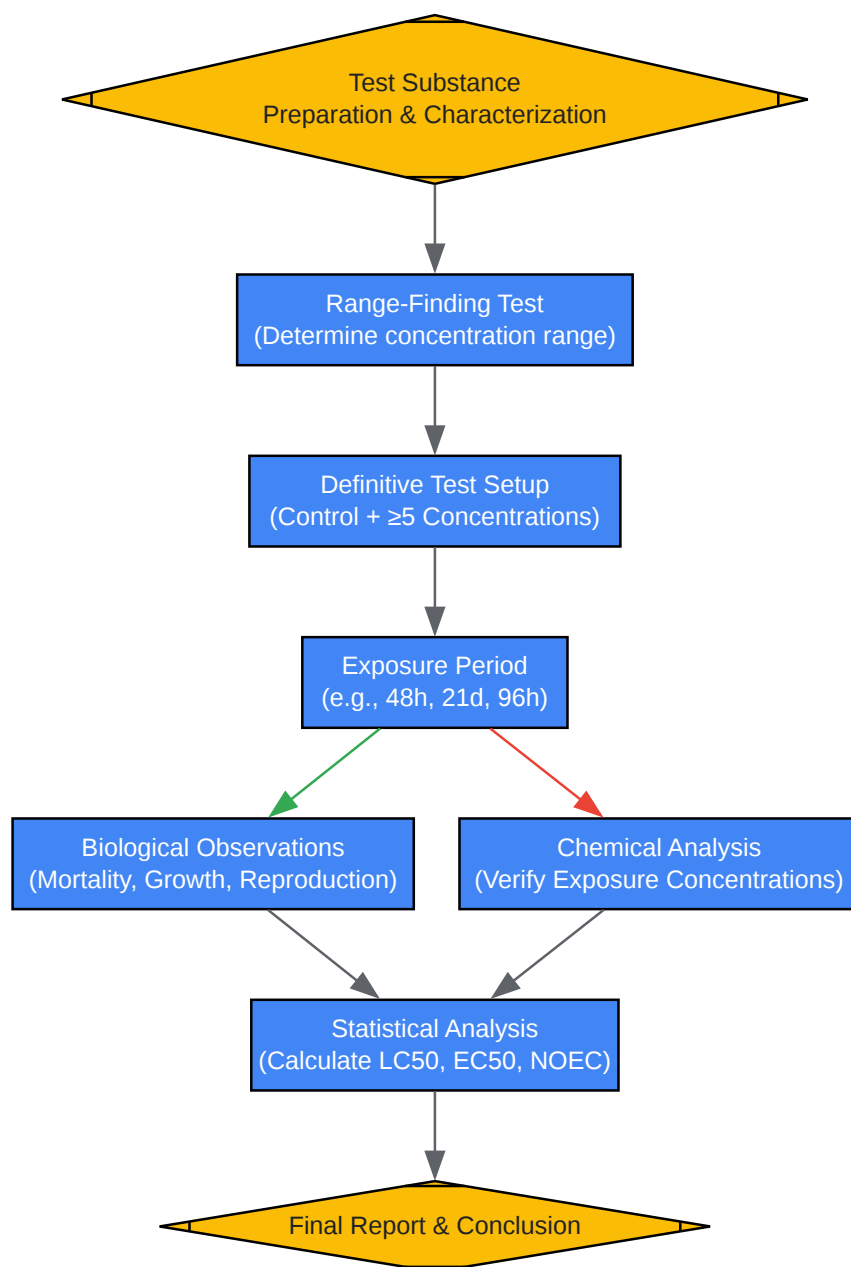 Test Substance
Preparation & Characterization
Range-Finding Test
(Determine concentration range)
Definitive Test Setup
(Control + ≥5 Concentrations)
Exposure Period
(e.g., 48h, 21d, 96h)
Biological Observations
(Mortality, Growth, Reproduction)
Chemical Analysis
(Verify Exposure Concentrations)
Statistical Analysis
(Calculate LC50, EC50, NOEC)
Final Report & Conclusion